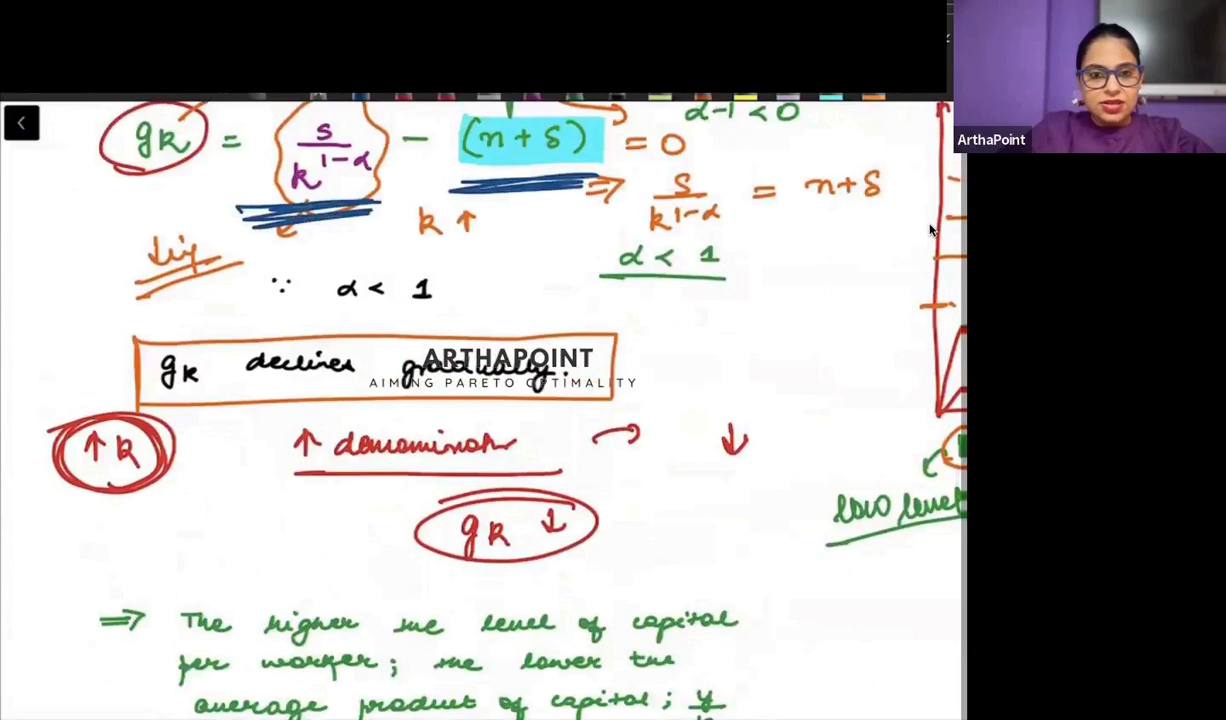 α-1 < 0
gk = s / k^1-α - (n + δ) = 0
ArthaPoint
⇒ s / k^1-α = n+δ
k ↑
α < 1
∵ α < 1
gk declines gradually.
ARTHAPOINT
AIMING PARETO OPTIMALITY
↑ k ↑ denominator → ↓
gk ↓
low level
⇒ The higher the level of capital
per worker; the lower the
average product of capital; y